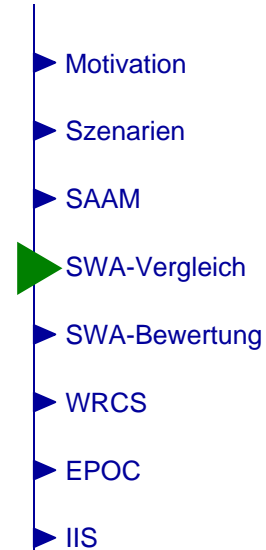 Motivation
Szenarien
SAAM
SWA-Vergleich
SWA-Bewertung
WRCS
EPOC
IIS